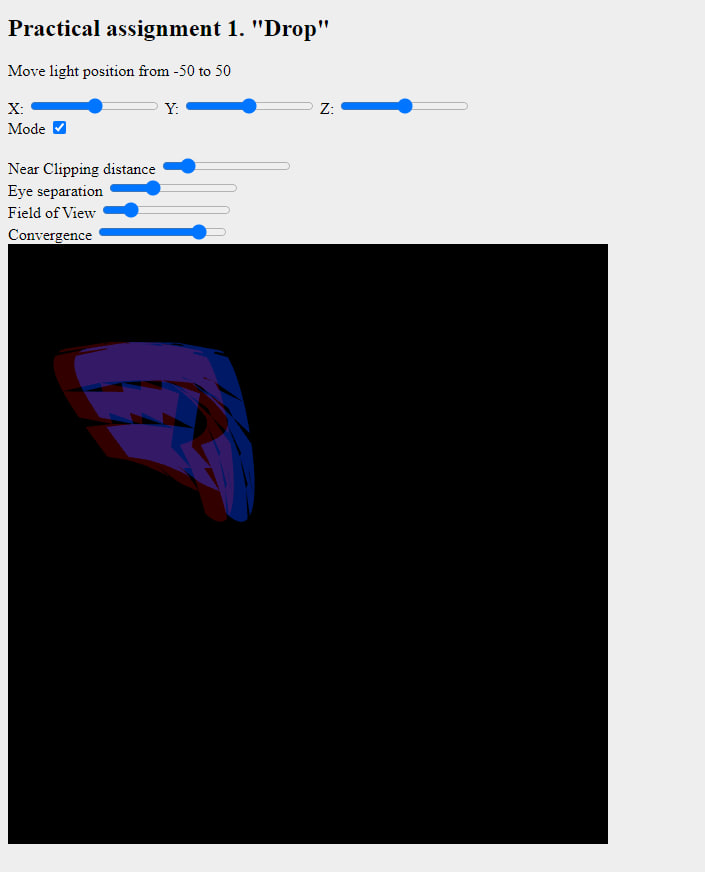 Practical assignment 1. "Drop"
Move light position from -50 to 50
X: Y: Z:
Mode
Near Clipping distance
Eye separation
Field of View
Convergence